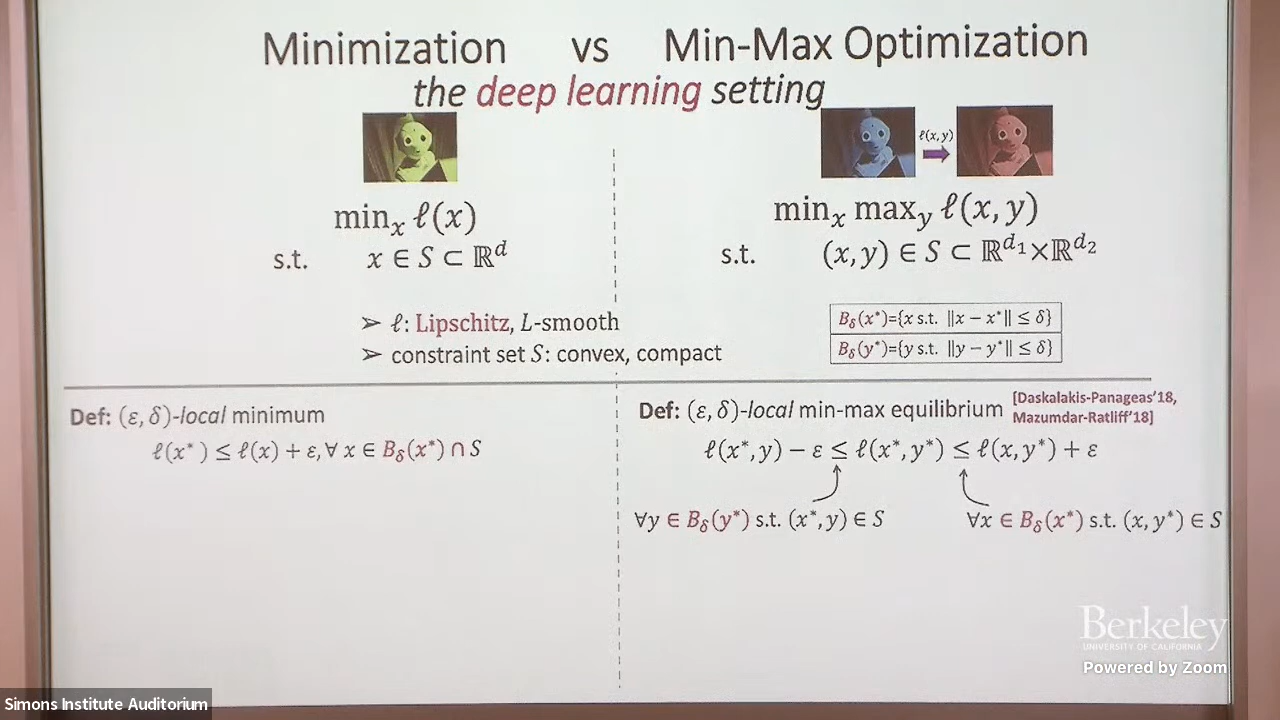 Minimization vs Min-Max Optimization
the deep learning setting
ℓ(x,y)
min_x ℓ(x)
s.t. x ∈ S ⊂ ℝ^d
min_x max_y ℓ(x, y)
s.t. (x, y) ∈ S ⊂ ℝ^{d_1}×ℝ^{d_2}
➢ ℓ: Lipschitz, L-smooth
➢ constraint set S: convex, compact
B_δ(x*)={x s.t. ||x − x*|| ≤ δ}
B_δ(y*)={y s.t. ||y − y*|| ≤ δ}
Def: (ε, δ)-local minimum
ℓ(x*) ≤ ℓ(x) + ε, ∀ x ∈ B_δ(x*) ∩ S
Def: (ε, δ)-local min-max equilibrium
[Daskalakis-Panageas'18,
Mazumdar-Ratliff'18]
ℓ(x*, y) − ε ≤ ℓ(x*, y*) ≤ ℓ(x, y*) + ε
∀y ∈ B_δ(y*) s.t. (x*, y) ∈ S
∀x ∈ B_δ(x*) s.t. (x, y*) ∈ S
Berkeley
UNIVERSITY OF CALIFORNIA
Powered by Zoom
Simons Institute Auditorium